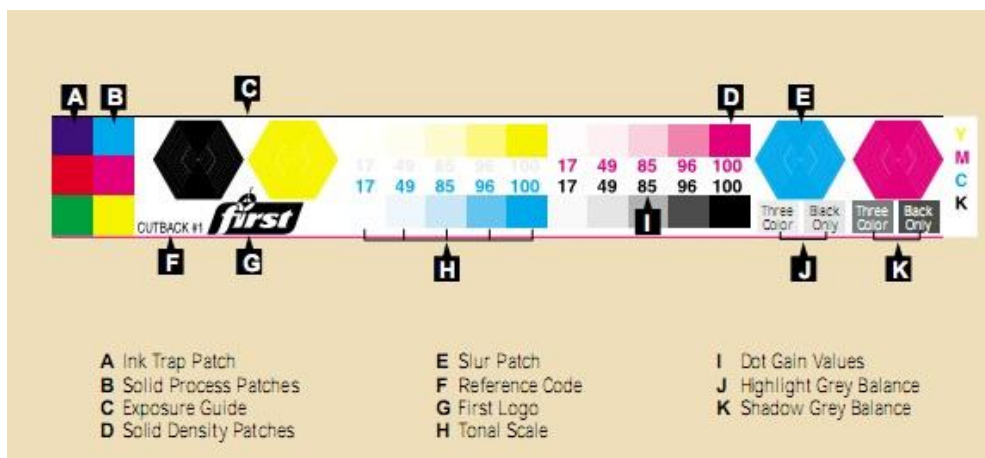 A B C D E
17 49 85 96 100 17 49 85 96 100
17 49 85 96 100 17 49 85 96 100
Y
M
C
K
Three Color
Black Only
Three Color
Back Only
CUTBACK #1
first
F G H I J K
A Ink Trap Patch
B Solid Process Patches
C Exposure Guide
D Solid Density Patches
E Slur Patch
F Reference Code
G First Logo
H Tonal Scale
I Dot Gain Values
J Highlight Grey Balance
K Shadow Grey Balance